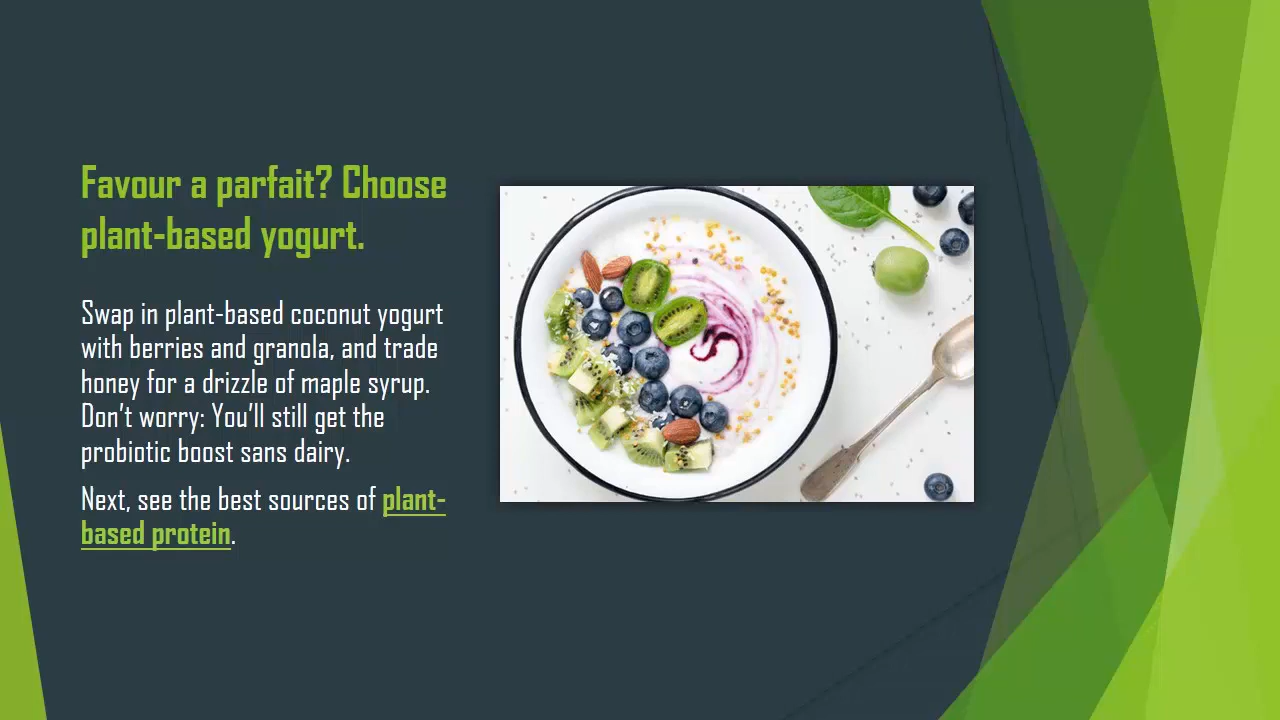 Favour a parfait? Choose
plant-based yogurt.
Swap in plant-based coconut yogurt
with berries and granola, and trade
honey for a drizzle of maple syrup.
Don’t worry: You’ll still get the
probiotic boost sans dairy.
Next, see the best sources of plant-
based protein.